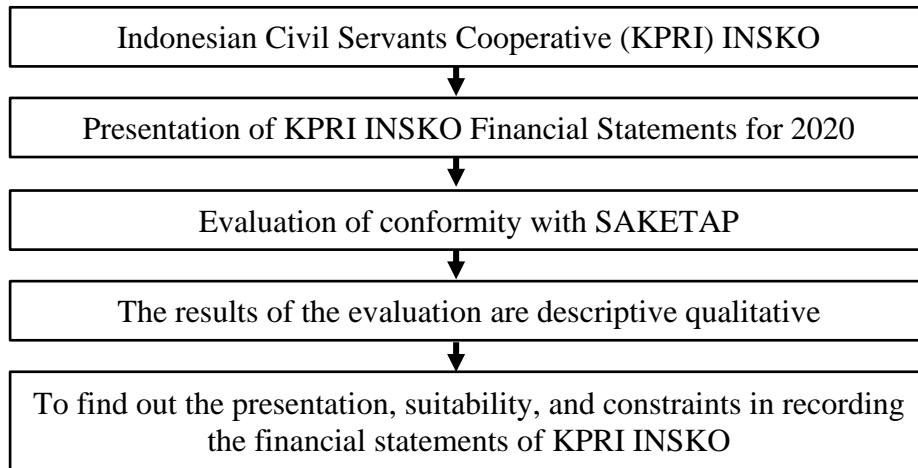 Indonesian Civil Servants Cooperative (KPRI) INSKO
Presentation of KPRI INSKO Financial Statements for 2020
Evaluation of conformity with SAKETAP
The results of the evaluation are descriptive qualitative
To find out the presentation, suitability, and constraints in recording
the financial statements of KPRI INSKO